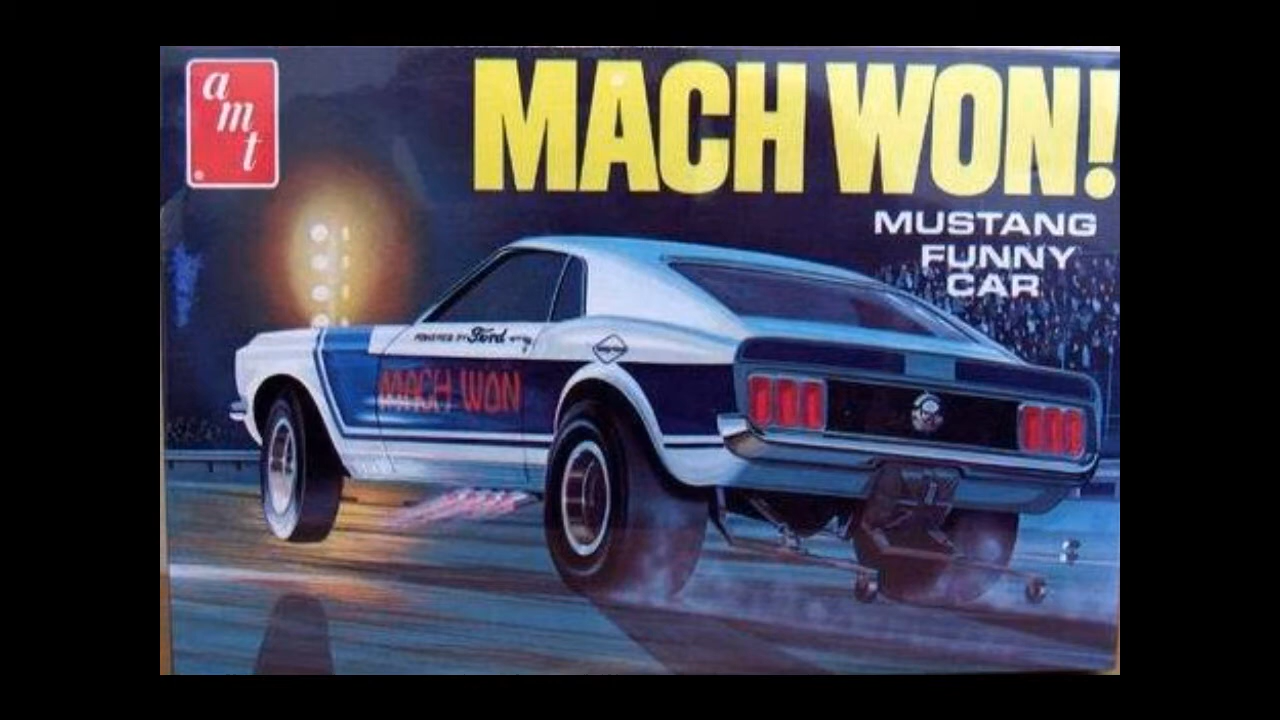 amt
®
MACH WON!
MUSTANG
FUNNY
CAR
POWERED BY Ford
MACH WON